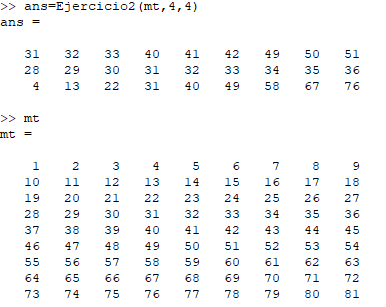 >> ans=Ejercicio2(mt,4,4)
ans =
31 32 33 40 41 42 49 50 51
28 29 30 31 32 33 34 35 36
4 13 22 31 40 49 58 67 76
>> mt
mt =
1 2 3 4 5 6 7 8 9
10 11 12 13 14 15 16 17 18
19 20 21 22 23 24 25 26 27
28 29 30 31 32 33 34 35 36
37 38 39 40 41 42 43 44 45
46 47 48 49 50 51 52 53 54
55 56 57 58 59 60 61 62 63
64 65 66 67 68 69 70 71 72
73 74 75 76 77 78 79 80 81